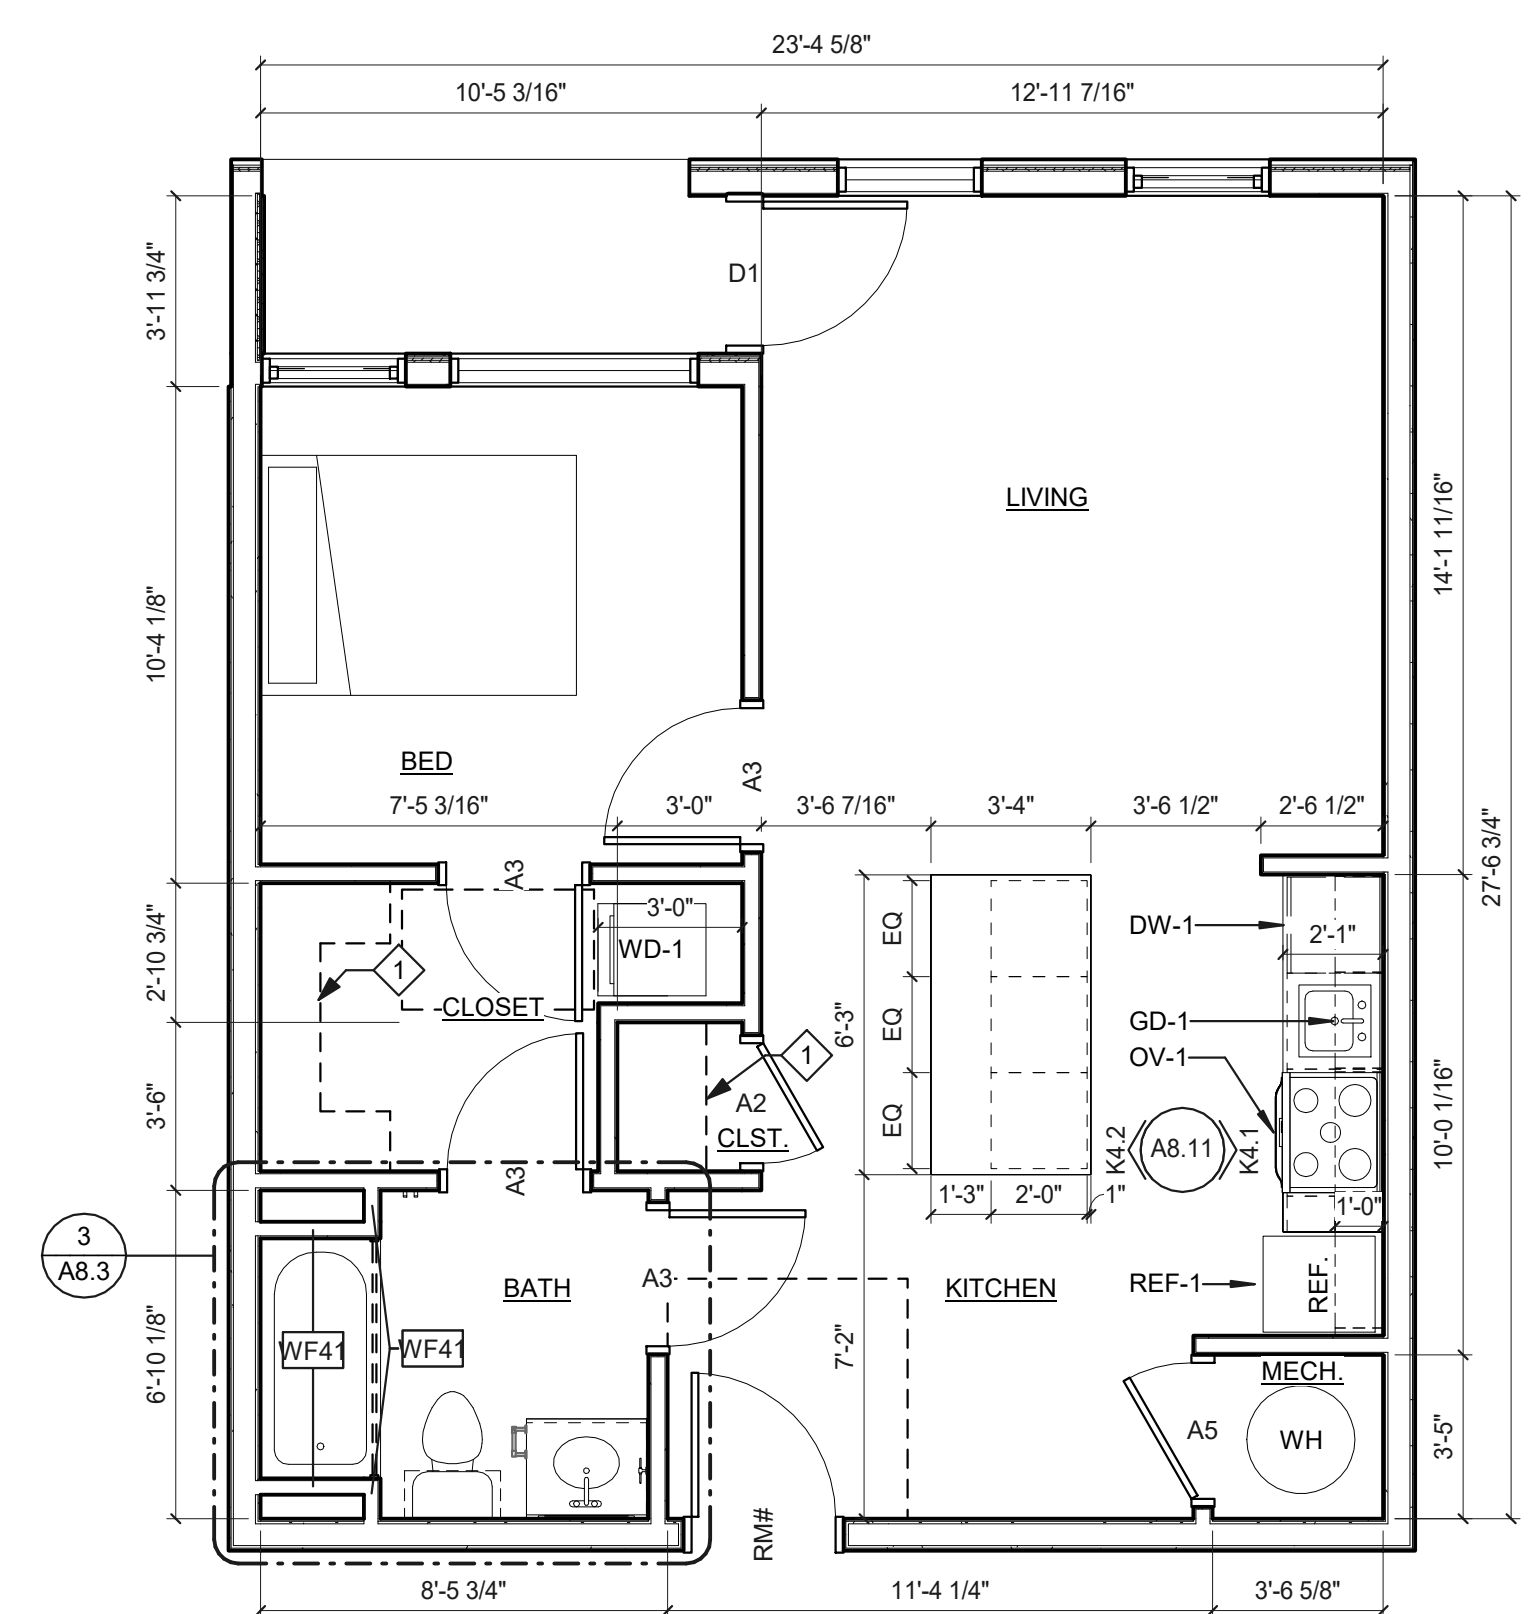 23'-4 5/8"
10'-5 3/16"
12'-11 7/16"
3'-11 3/4"
D1
LIVING
14'-1 11/16"
10'-4 1/8"
BED
A3
7'-5 3/16"
3'-0"
3'-6 7/16"
3'-4"
3'-6 1/2"
2'-6 1/2"
27'-6 3/4"
A3
3'-0"
WD-1
EQ
DW-1
2'-1"
2'-10 3/4"
1
CLOSET
EQ
GD-1
6'-3"
OV-1
1
3'-6"
A2
CLST.
EQ
K4.2
A8.11
K4.1
10'-0 1/16"
A3
1'-3"
2'-0"
1"
1'-0"
3
A8.3
BATH
A3
KITCHEN
REF-1
REF.
WF41
WF41
6'-10 1/8"
7'-2"
MECH.
A5
WH
3'-5"
RM#
8'-5 3/4"
11'-4 1/4"
3'-6 5/8"